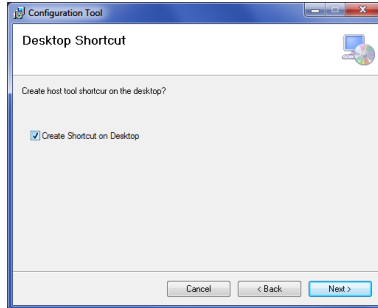 Configuration Tool
Desktop Shortcut
Create host tool shortcur on the desktop?
Create Shortcut on Desktop
Cancel
< Back
Next >